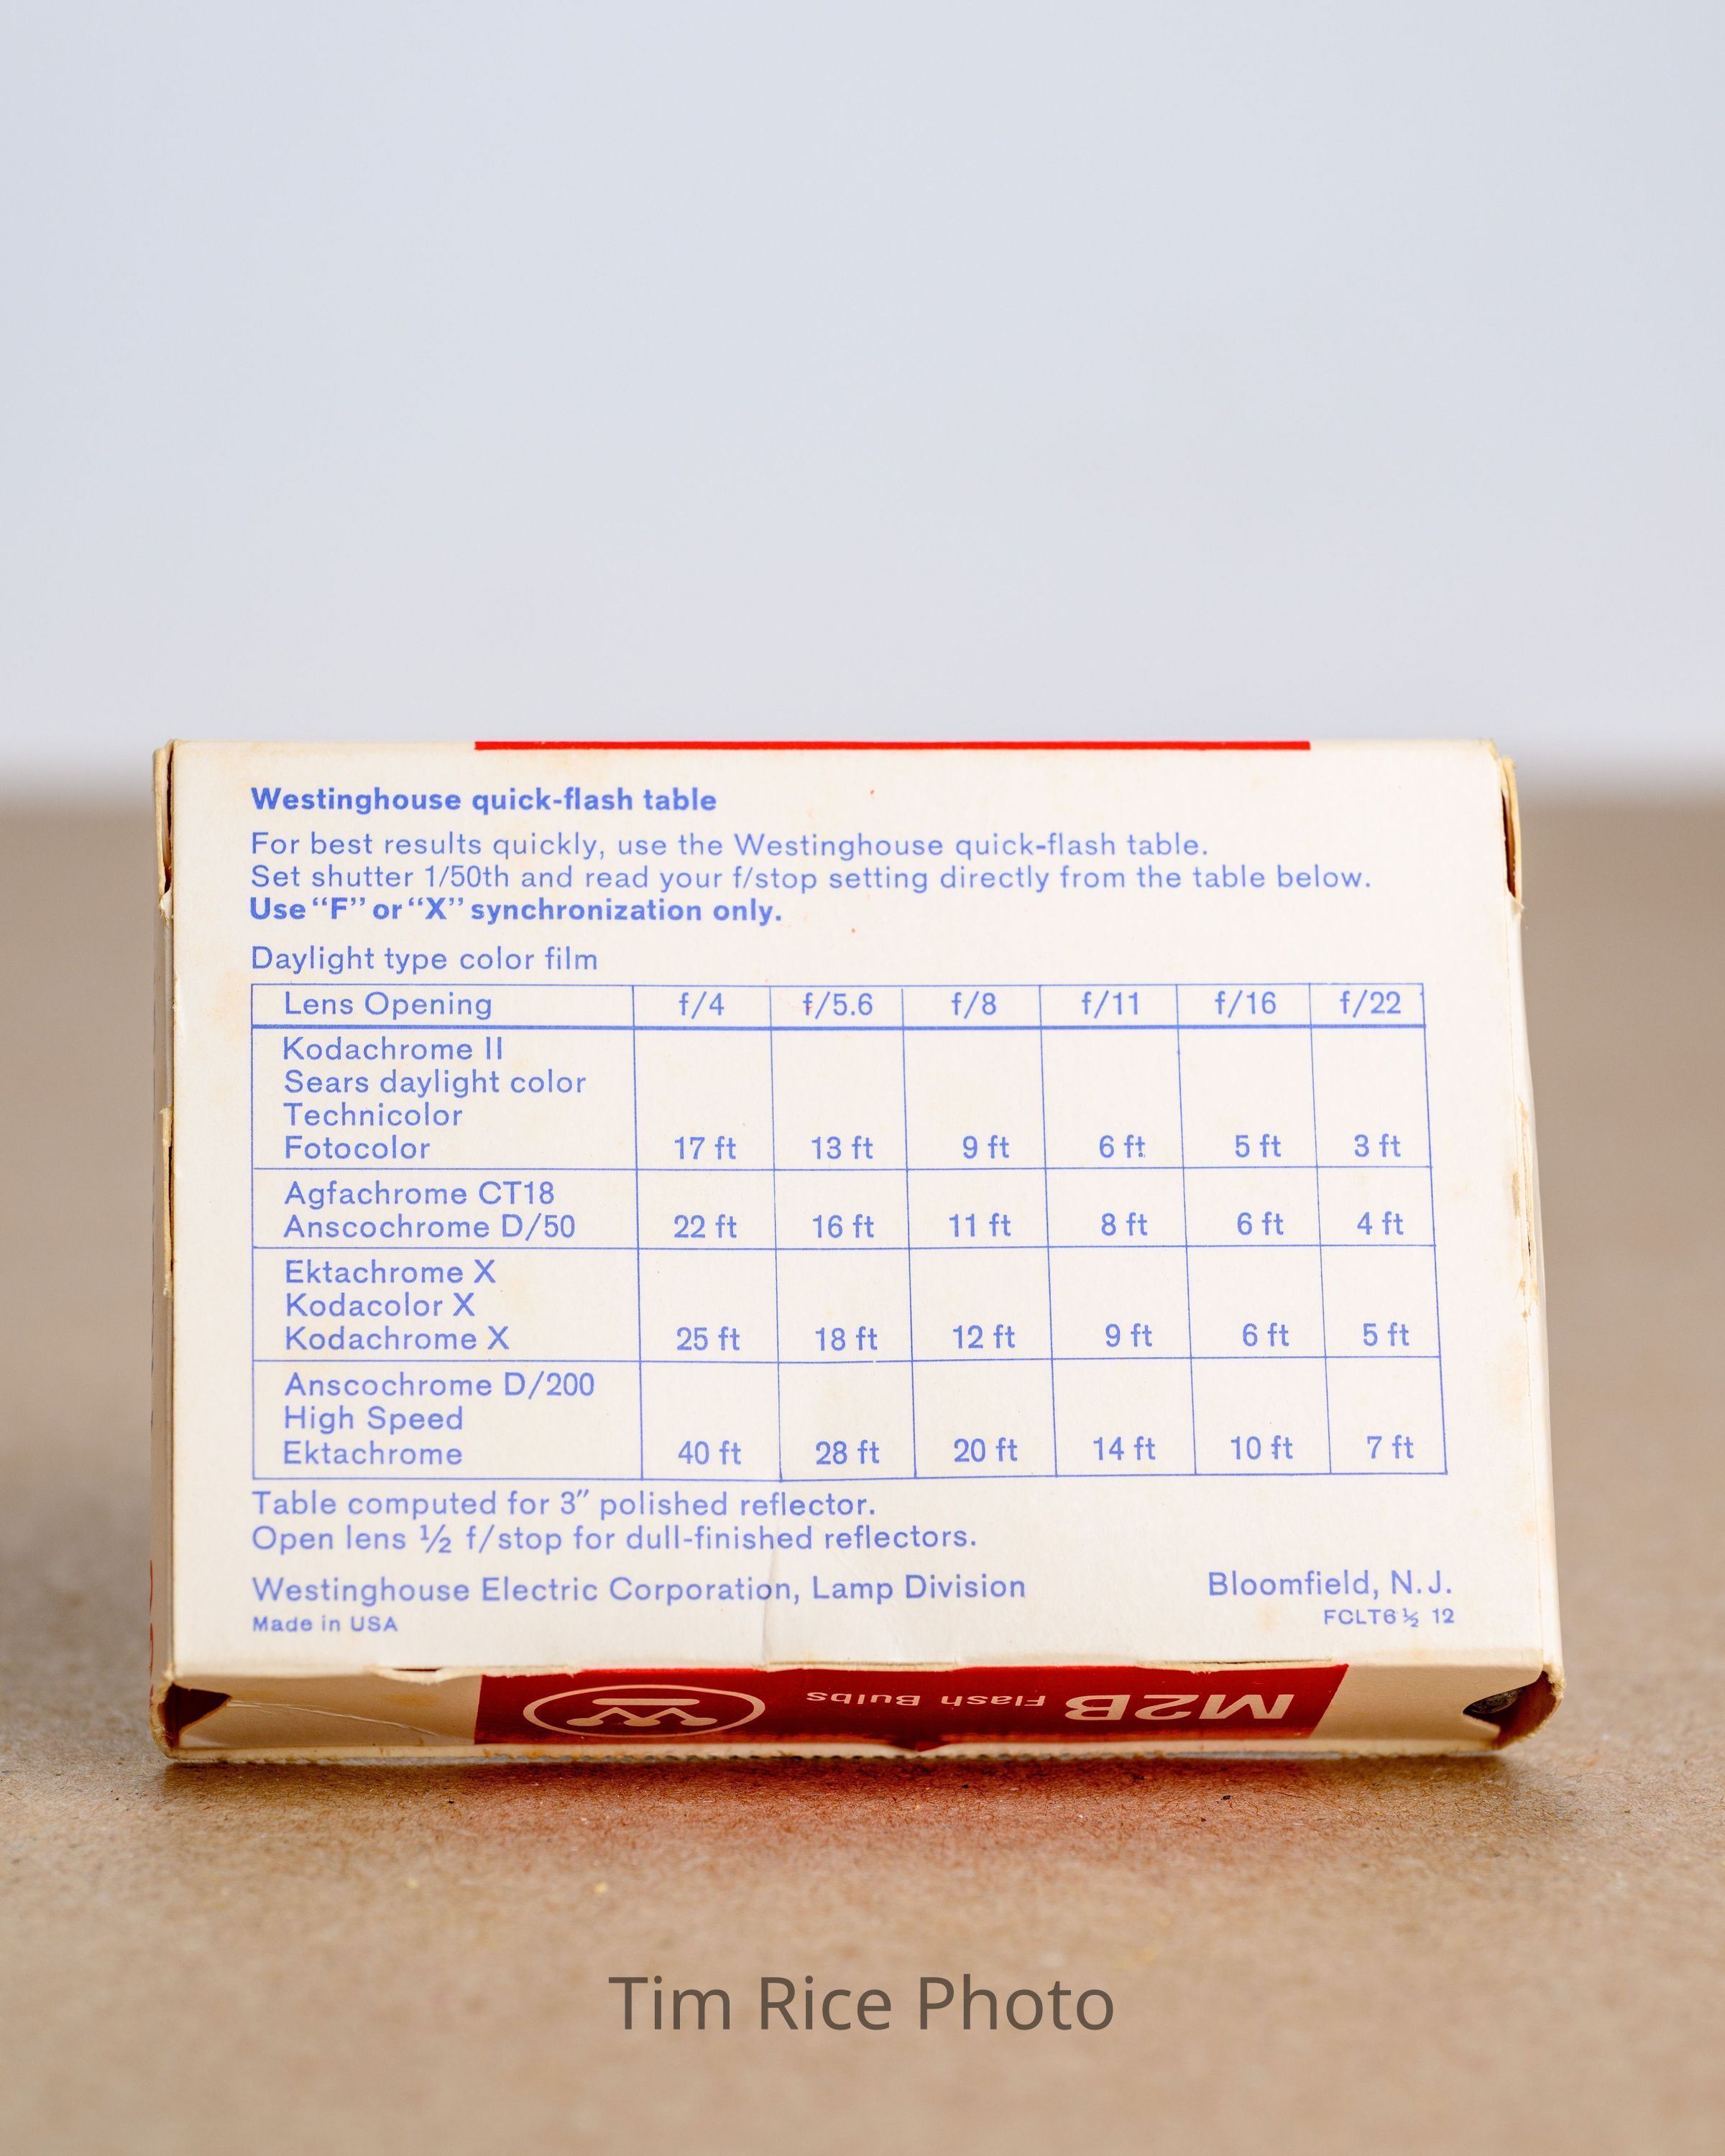 Westinghouse quick-flash table
For best results quickly, use the Westinghouse quick-flash table.
Set shutter 1/50th and read your f/stop setting directly from the table below.
Use “F” or “X” synchronization only.
Daylight type color film
Lens Opening f/4 f/5.6 f/8 f/11 f/16 f/22
Kodachrome II
Sears daylight color
Technicolor
Fotocolor 17 ft 13 ft 9 ft 6 ft 5 ft 3 ft
Agfachrome CT18
Anscochrome D/50 22 ft 16 ft 11 ft 8 ft 6 ft 4 ft
Ektachrome X
Kodacolor X
Kodachrome X 25 ft 18 ft 12 ft 9 ft 6 ft 5 ft
Anscochrome D/200
High Speed
Ektachrome 40 ft 28 ft 20 ft 14 ft 10 ft 7 ft
Table computed for 3″ polished reflector.
Open lens ½ f/stop for dull-finished reflectors.
Westinghouse Electric Corporation, Lamp Division Bloomfield, N.J.
Made in USA FCLT6½ 12
M2B Flash Bulbs W
Tim Rice Photo